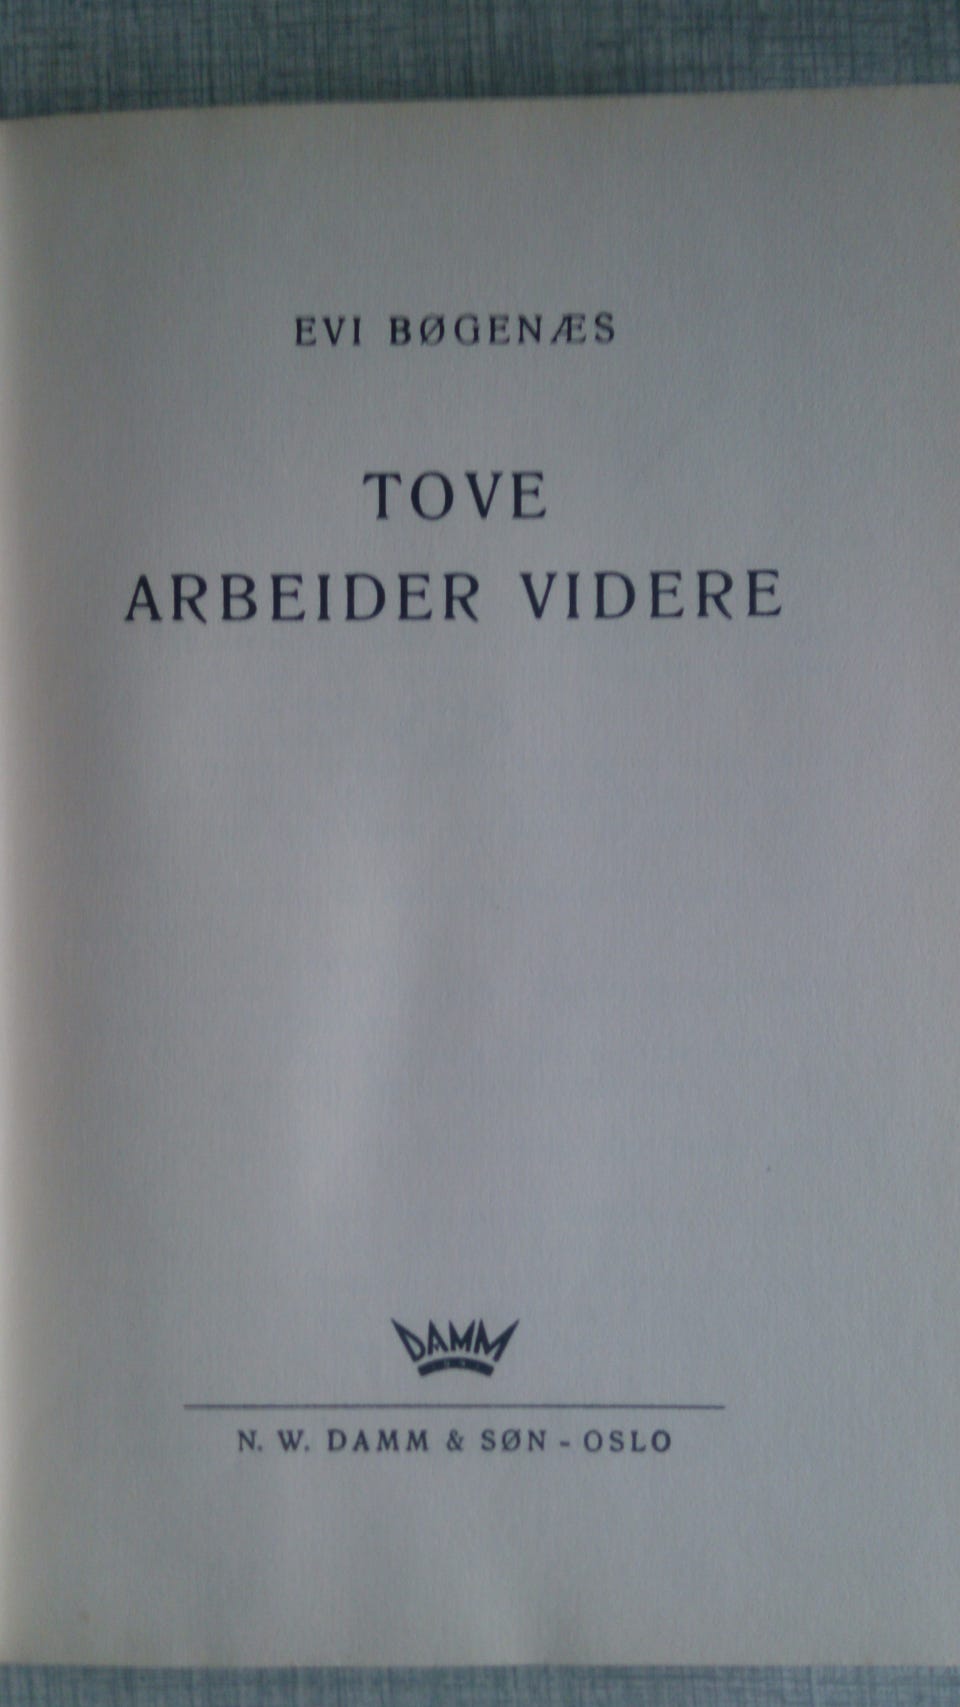 EVI BØGENÆS
TOVE
ARBEIDER VIDERE
DAMM
N. W. DAMM & SØN - OSLO